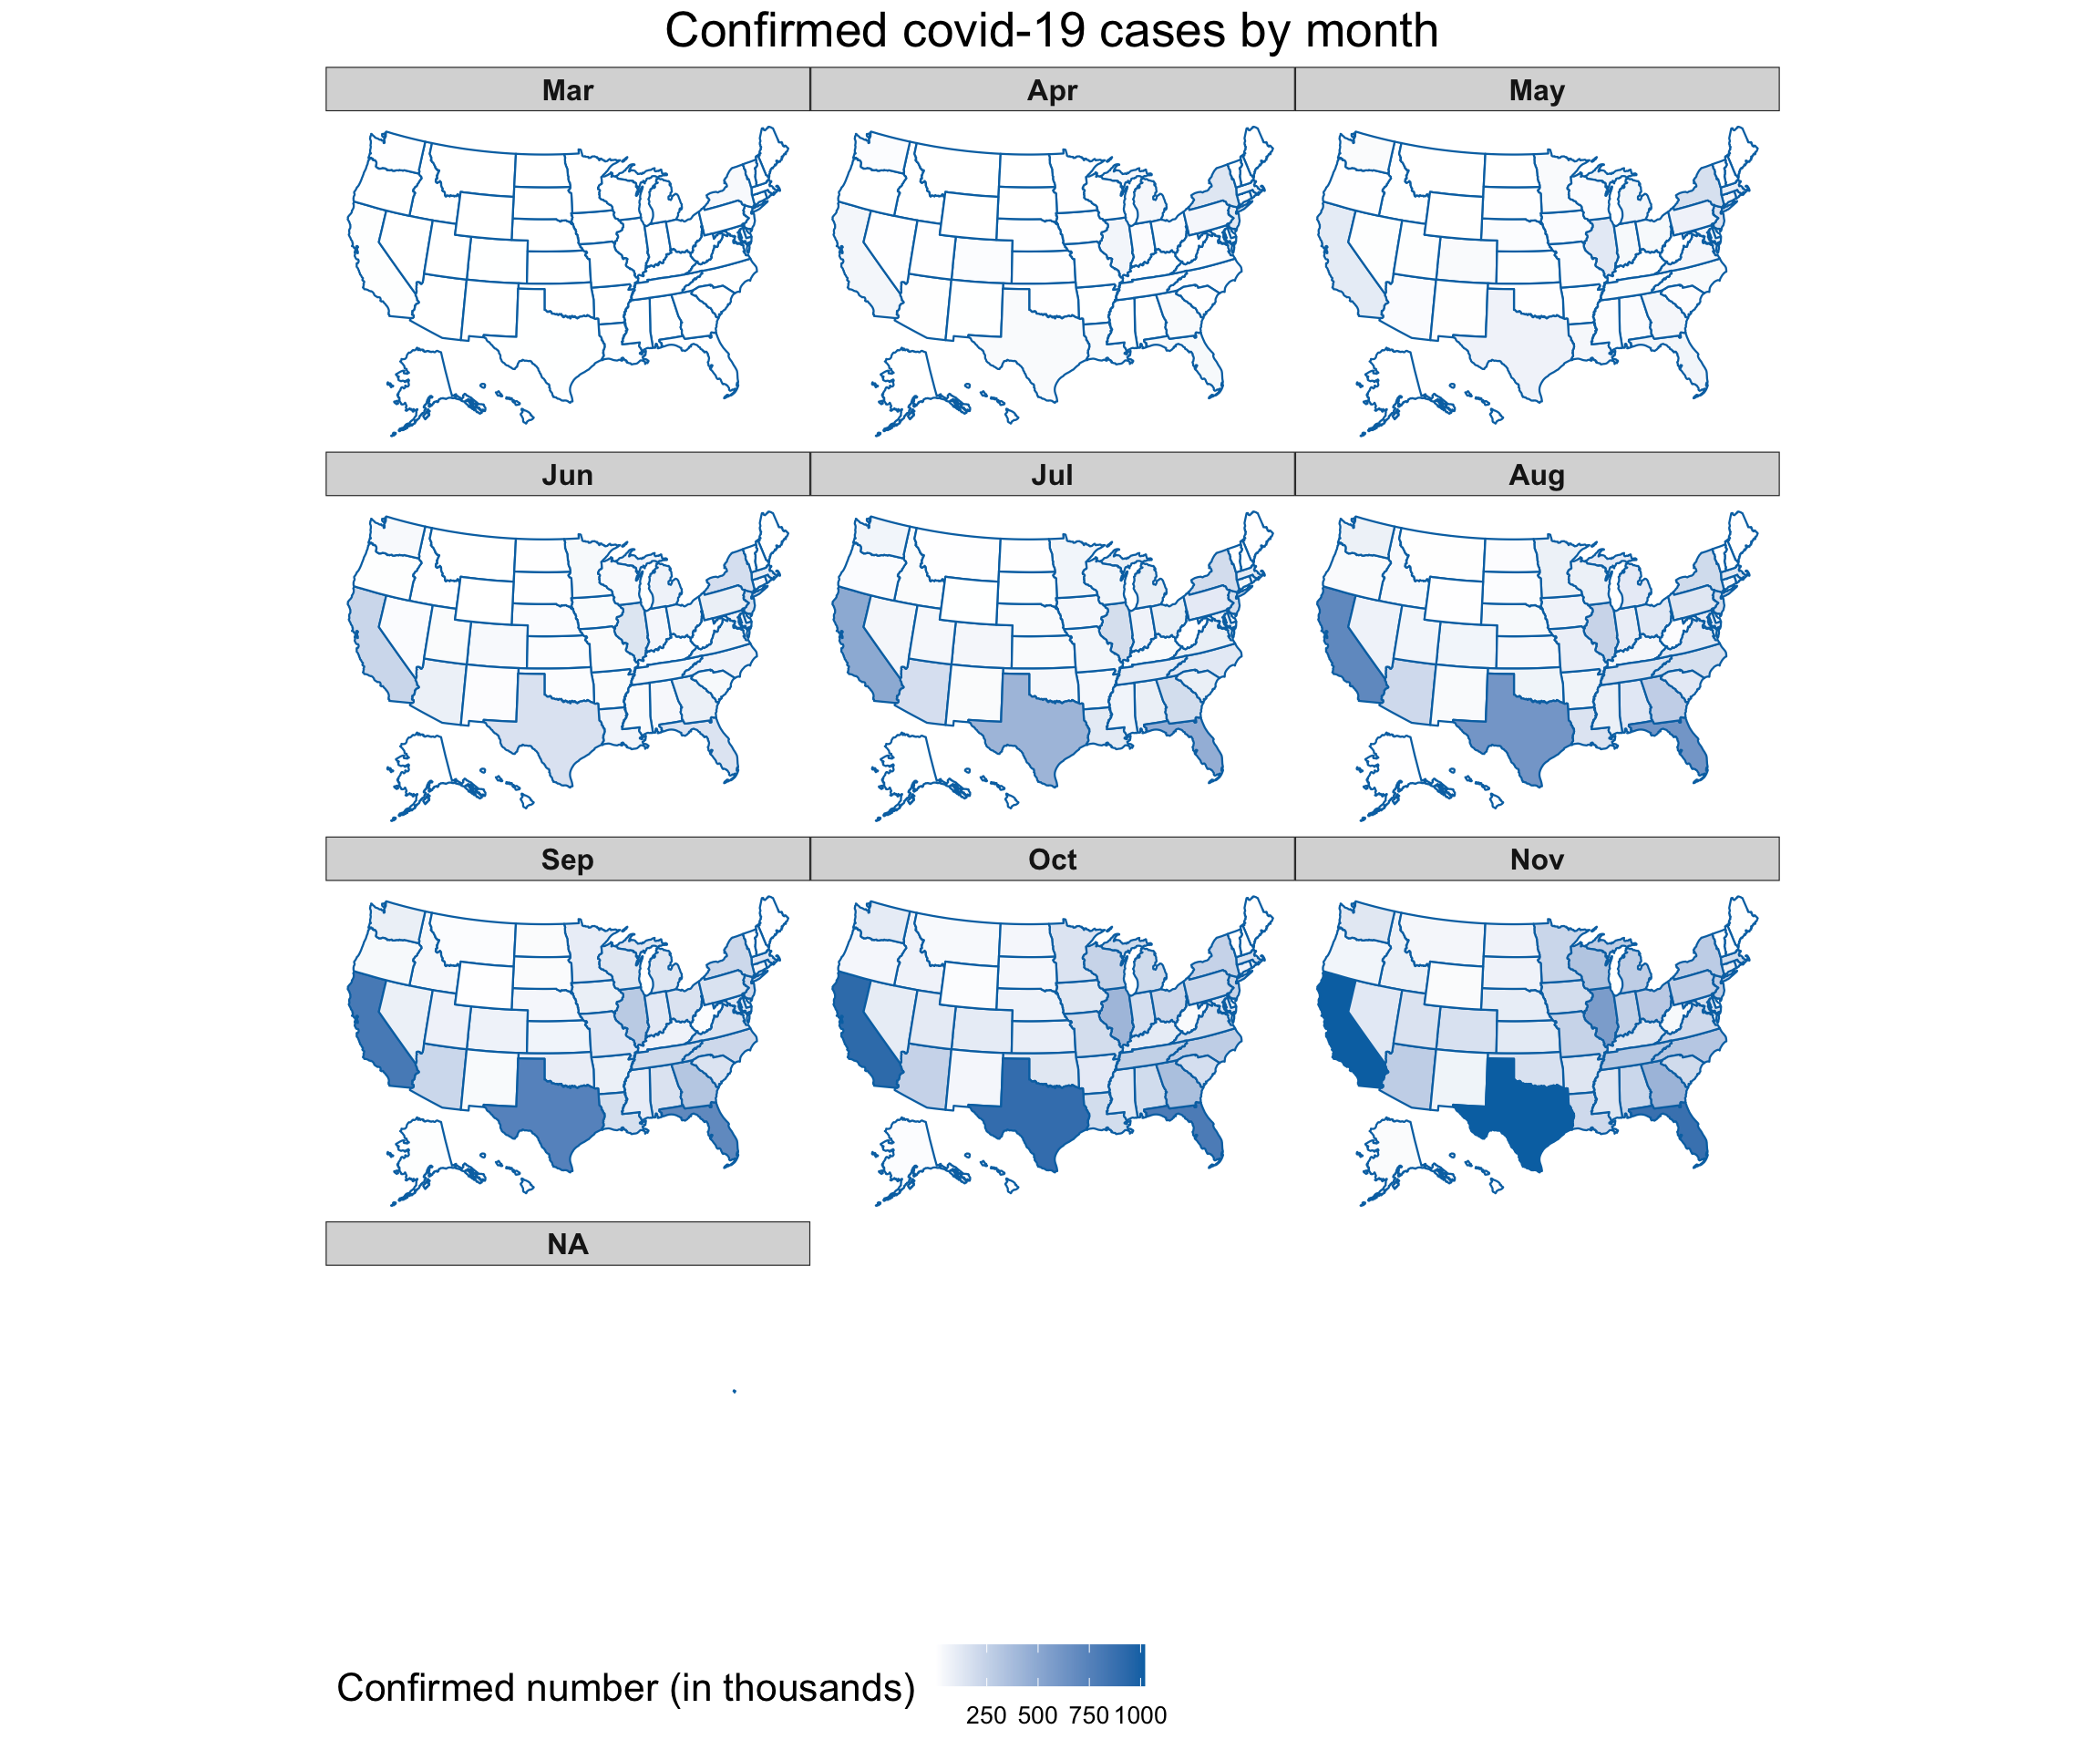 Confirmed covid-19 cases by month
Mar Apr May
Jun Jul Aug
Sep Oct Nov
NA
Confirmed number (in thousands)
250 500 750 1000